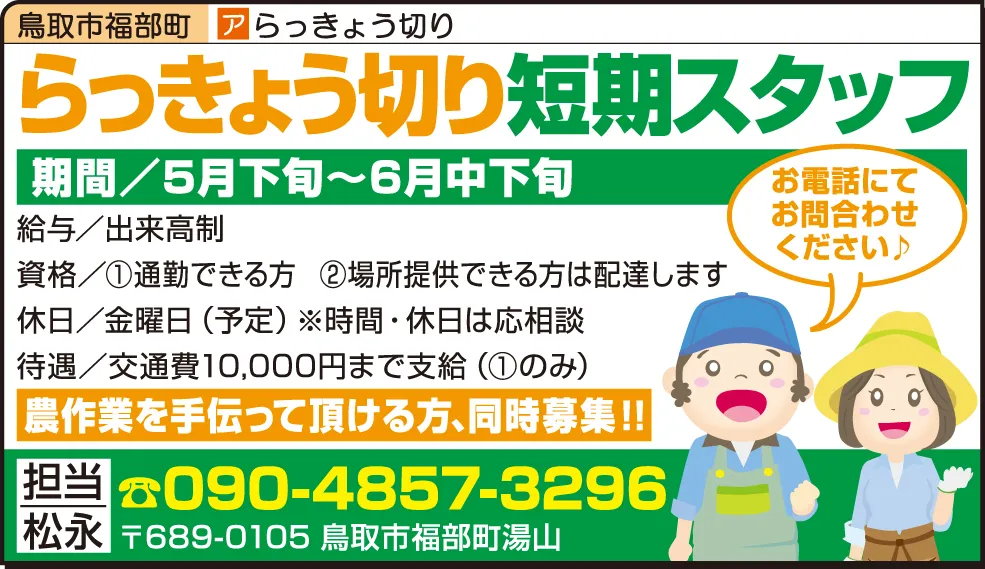 鳥取市福部町 ア らっきょう切り
らっきょう切り短期スタッフ
期間／5月下旬～6月中下旬
お電話にて
お問合わせ
ください♪
給与／出来高制
資格／①通勤できる方 ②場所提供できる方は配達します
休日／金曜日（予定）※時間・休日は応相談
待遇／交通費10,000円まで支給（①のみ）
農作業を手伝って頂ける方、同時募集!!
担当
松永
☎090-4857-3296
〒689-0105 鳥取市福部町湯山